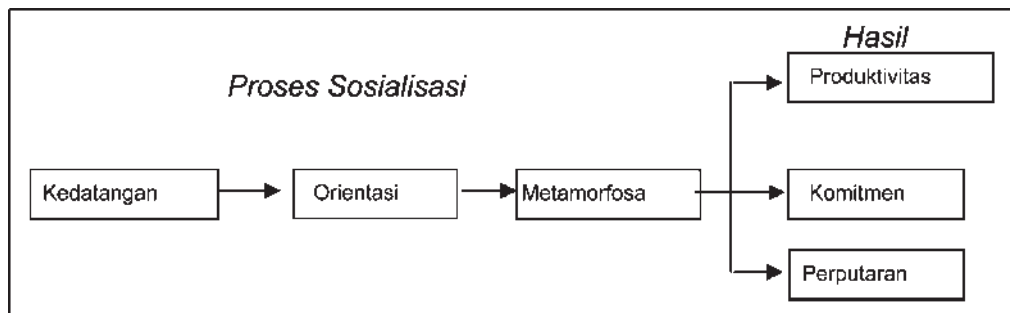 Hasil
Produktivitas
Proses Sosialisasi
Kedatangan
Orientasi
Metamorfosa
Komitmen
Perputaran